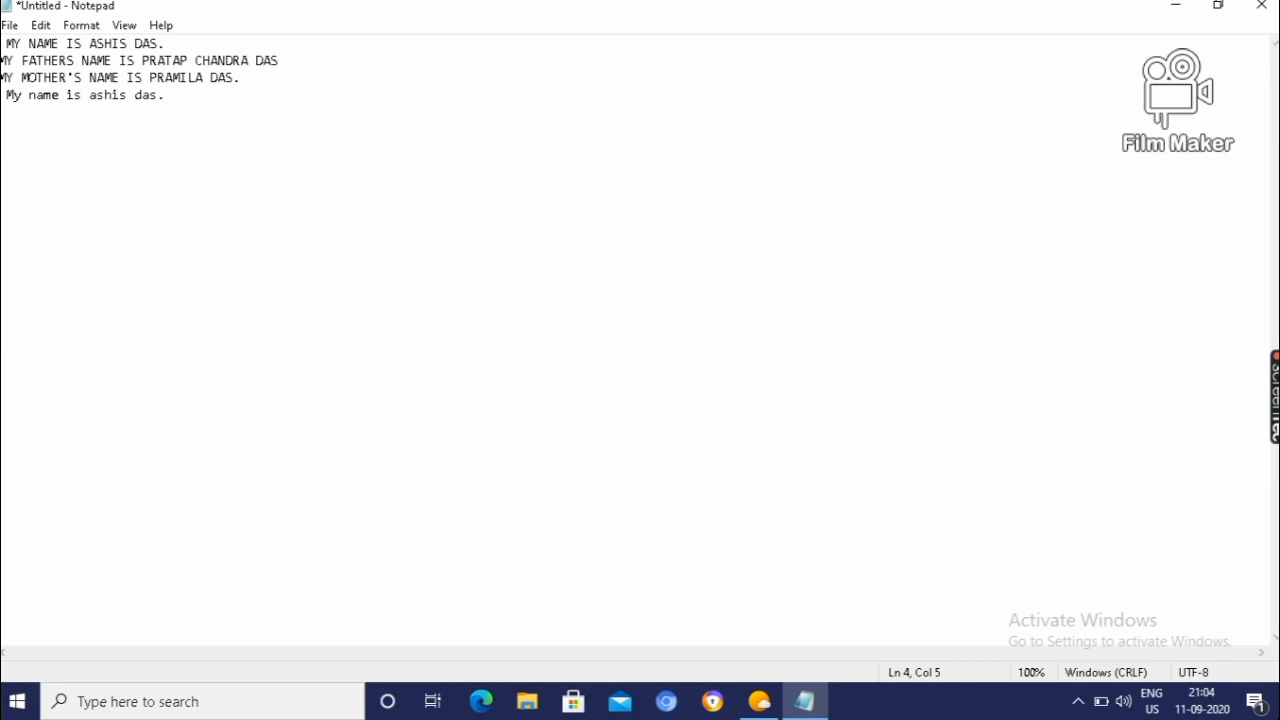 *Untitled - Notepad
File Edit Format View Help
MY NAME IS ASHIS DAS.
MY FATHERS NAME IS PRATAP CHANDRA DAS
MY MOTHER'S NAME IS PRAMILA DAS.
My name is ashis das.
Film Maker
Activate Windows
Go to Settings to activate Windows.
Ln 4, Col 5 100% Windows (CRLF) UTF-8
Type here to search
ENG
US
21:04
11-09-2020
1